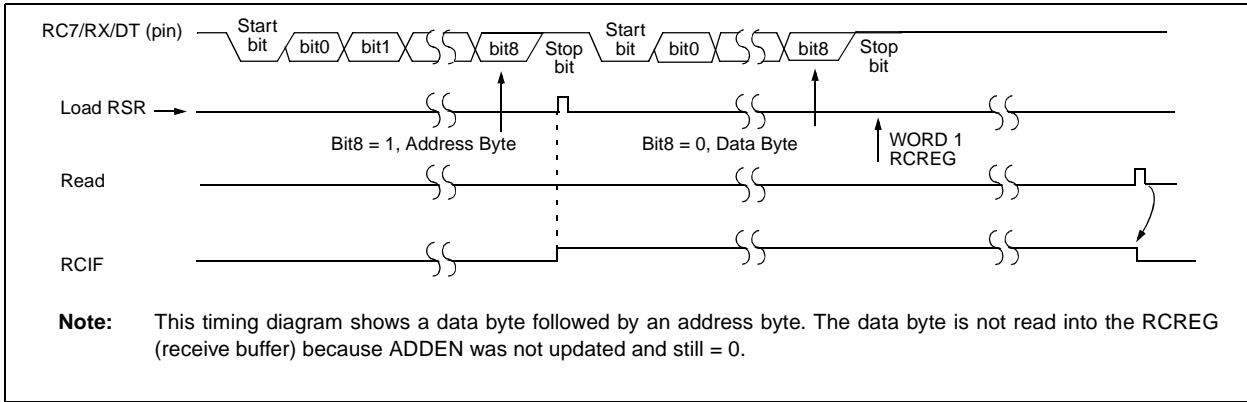 RC7/RX/DT (pin)
Start
bit
bit0
bit1
bit8
Stop
bit
Start
bit
bit0
bit8
Stop
bit
Load RSR
Bit8 = 1, Address Byte
Bit8 = 0, Data Byte
WORD 1
RCREG
Read
RCIF
Note: This timing diagram shows a data byte followed by an address byte. The data byte is not read into the RCREG
(receive buffer) because ADDEN was not updated and still = 0.